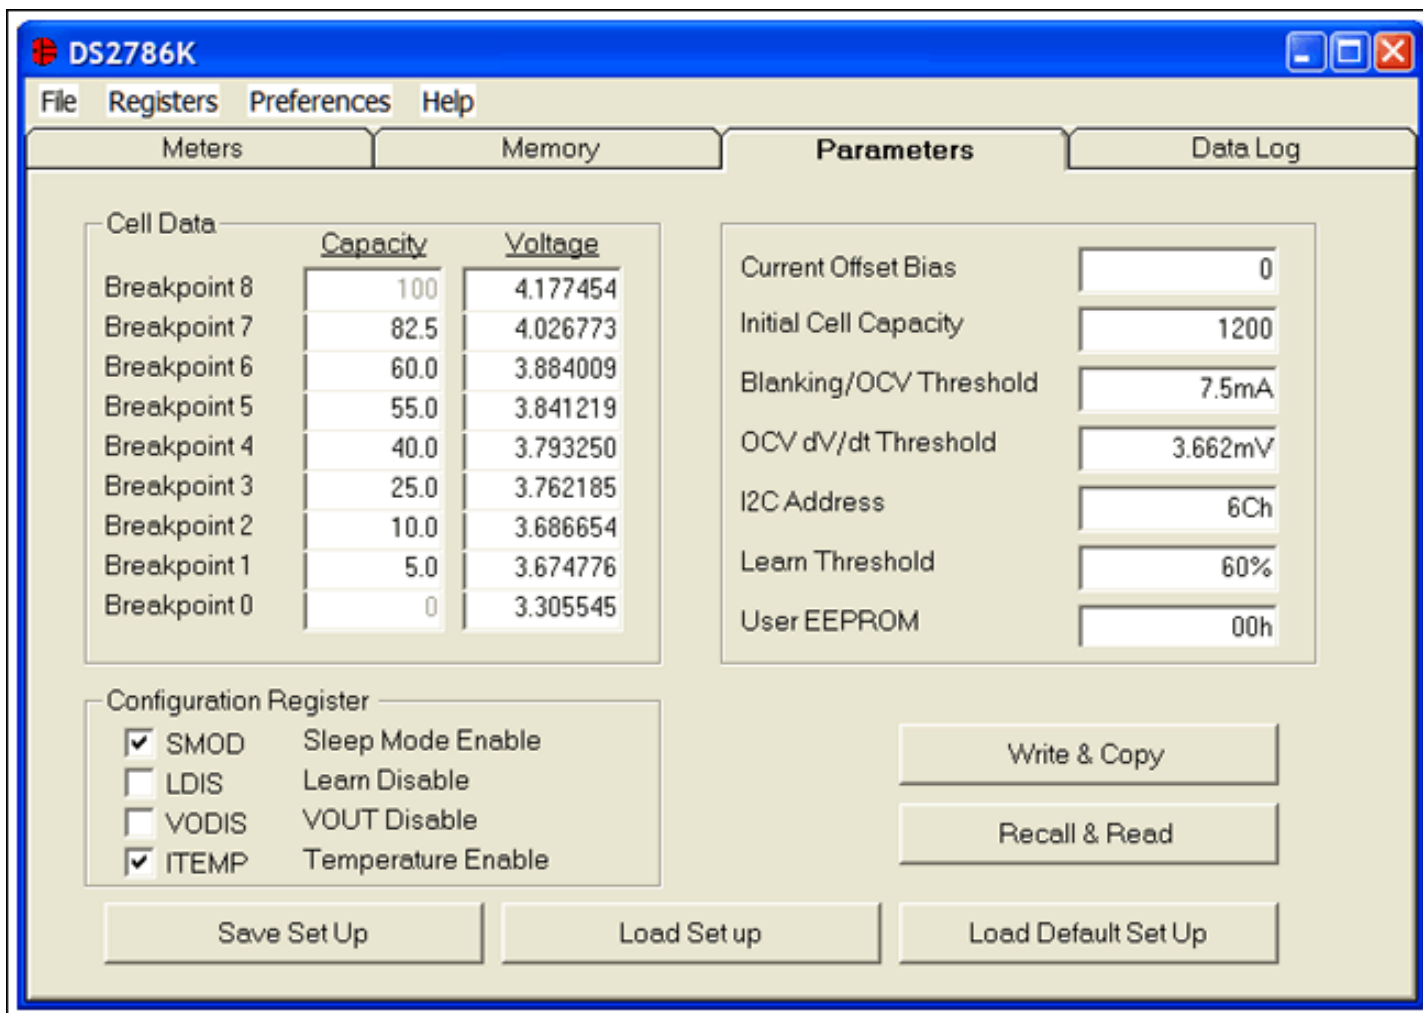 DS2786K
File Registers Preferences Help
Meters Memory Parameters Data Log
Cell Data
Capacity Voltage
Breakpoint 8 100 4.177454
Breakpoint 7 82.5 4.026773
Breakpoint 6 60.0 3.884009
Breakpoint 5 55.0 3.841219
Breakpoint 4 40.0 3.793250
Breakpoint 3 25.0 3.762185
Breakpoint 2 10.0 3.686654
Breakpoint 1 5.0 3.674776
Breakpoint 0 0 3.305545
Current Offset Bias 0
Initial Cell Capacity 1200
Blanking/OCV Threshold 7.5mA
OCV dV/dt Threshold 3.662mV
I2C Address 6Ch
Learn Threshold 60%
User EEPROM 00h
Configuration Register
SMOD Sleep Mode Enable
LDIS Learn Disable
VODIS VOUT Disable
ITEMP Temperature Enable
Write & Copy
Recall & Read
Save Set Up Load Set up Load Default Set Up